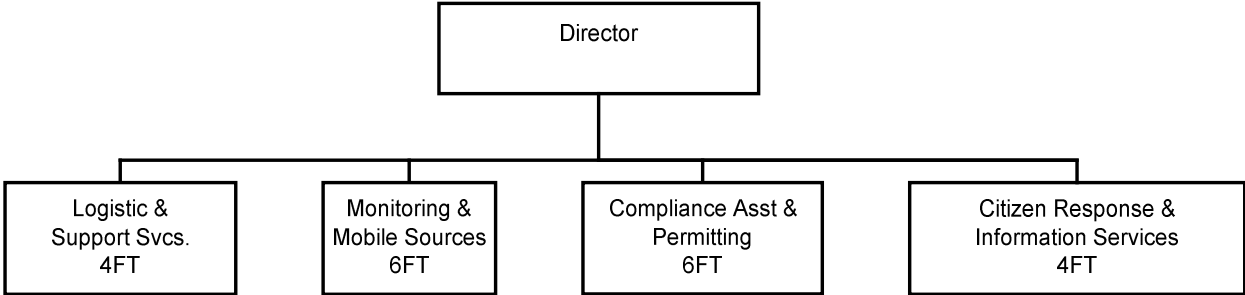 Director
Logistic &
Support Svcs.
4FT
Monitoring &
Mobile Sources
6FT
Compliance Asst &
Permitting
6FT
Citizen Response &
Information Services
4FT